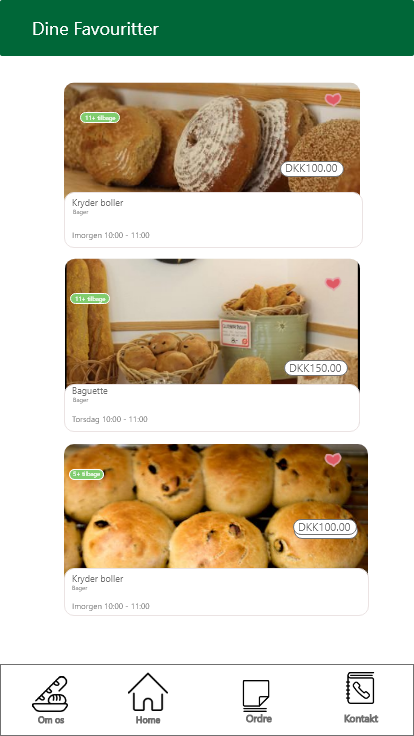 Dine Favouritter
11+ tilbage
DKK100.00
Kryder boller
Bager
Imorgen 10:00 - 11:00
11+ tilbage
DKK150.00
Baguette
Bager
Torsdag 10:00 - 11:00
5+ tilbage
DKK100.00
Kryder boller
Bager
Imorgen 10:00 - 11:00
Om os
Home
Ordre
Kontakt